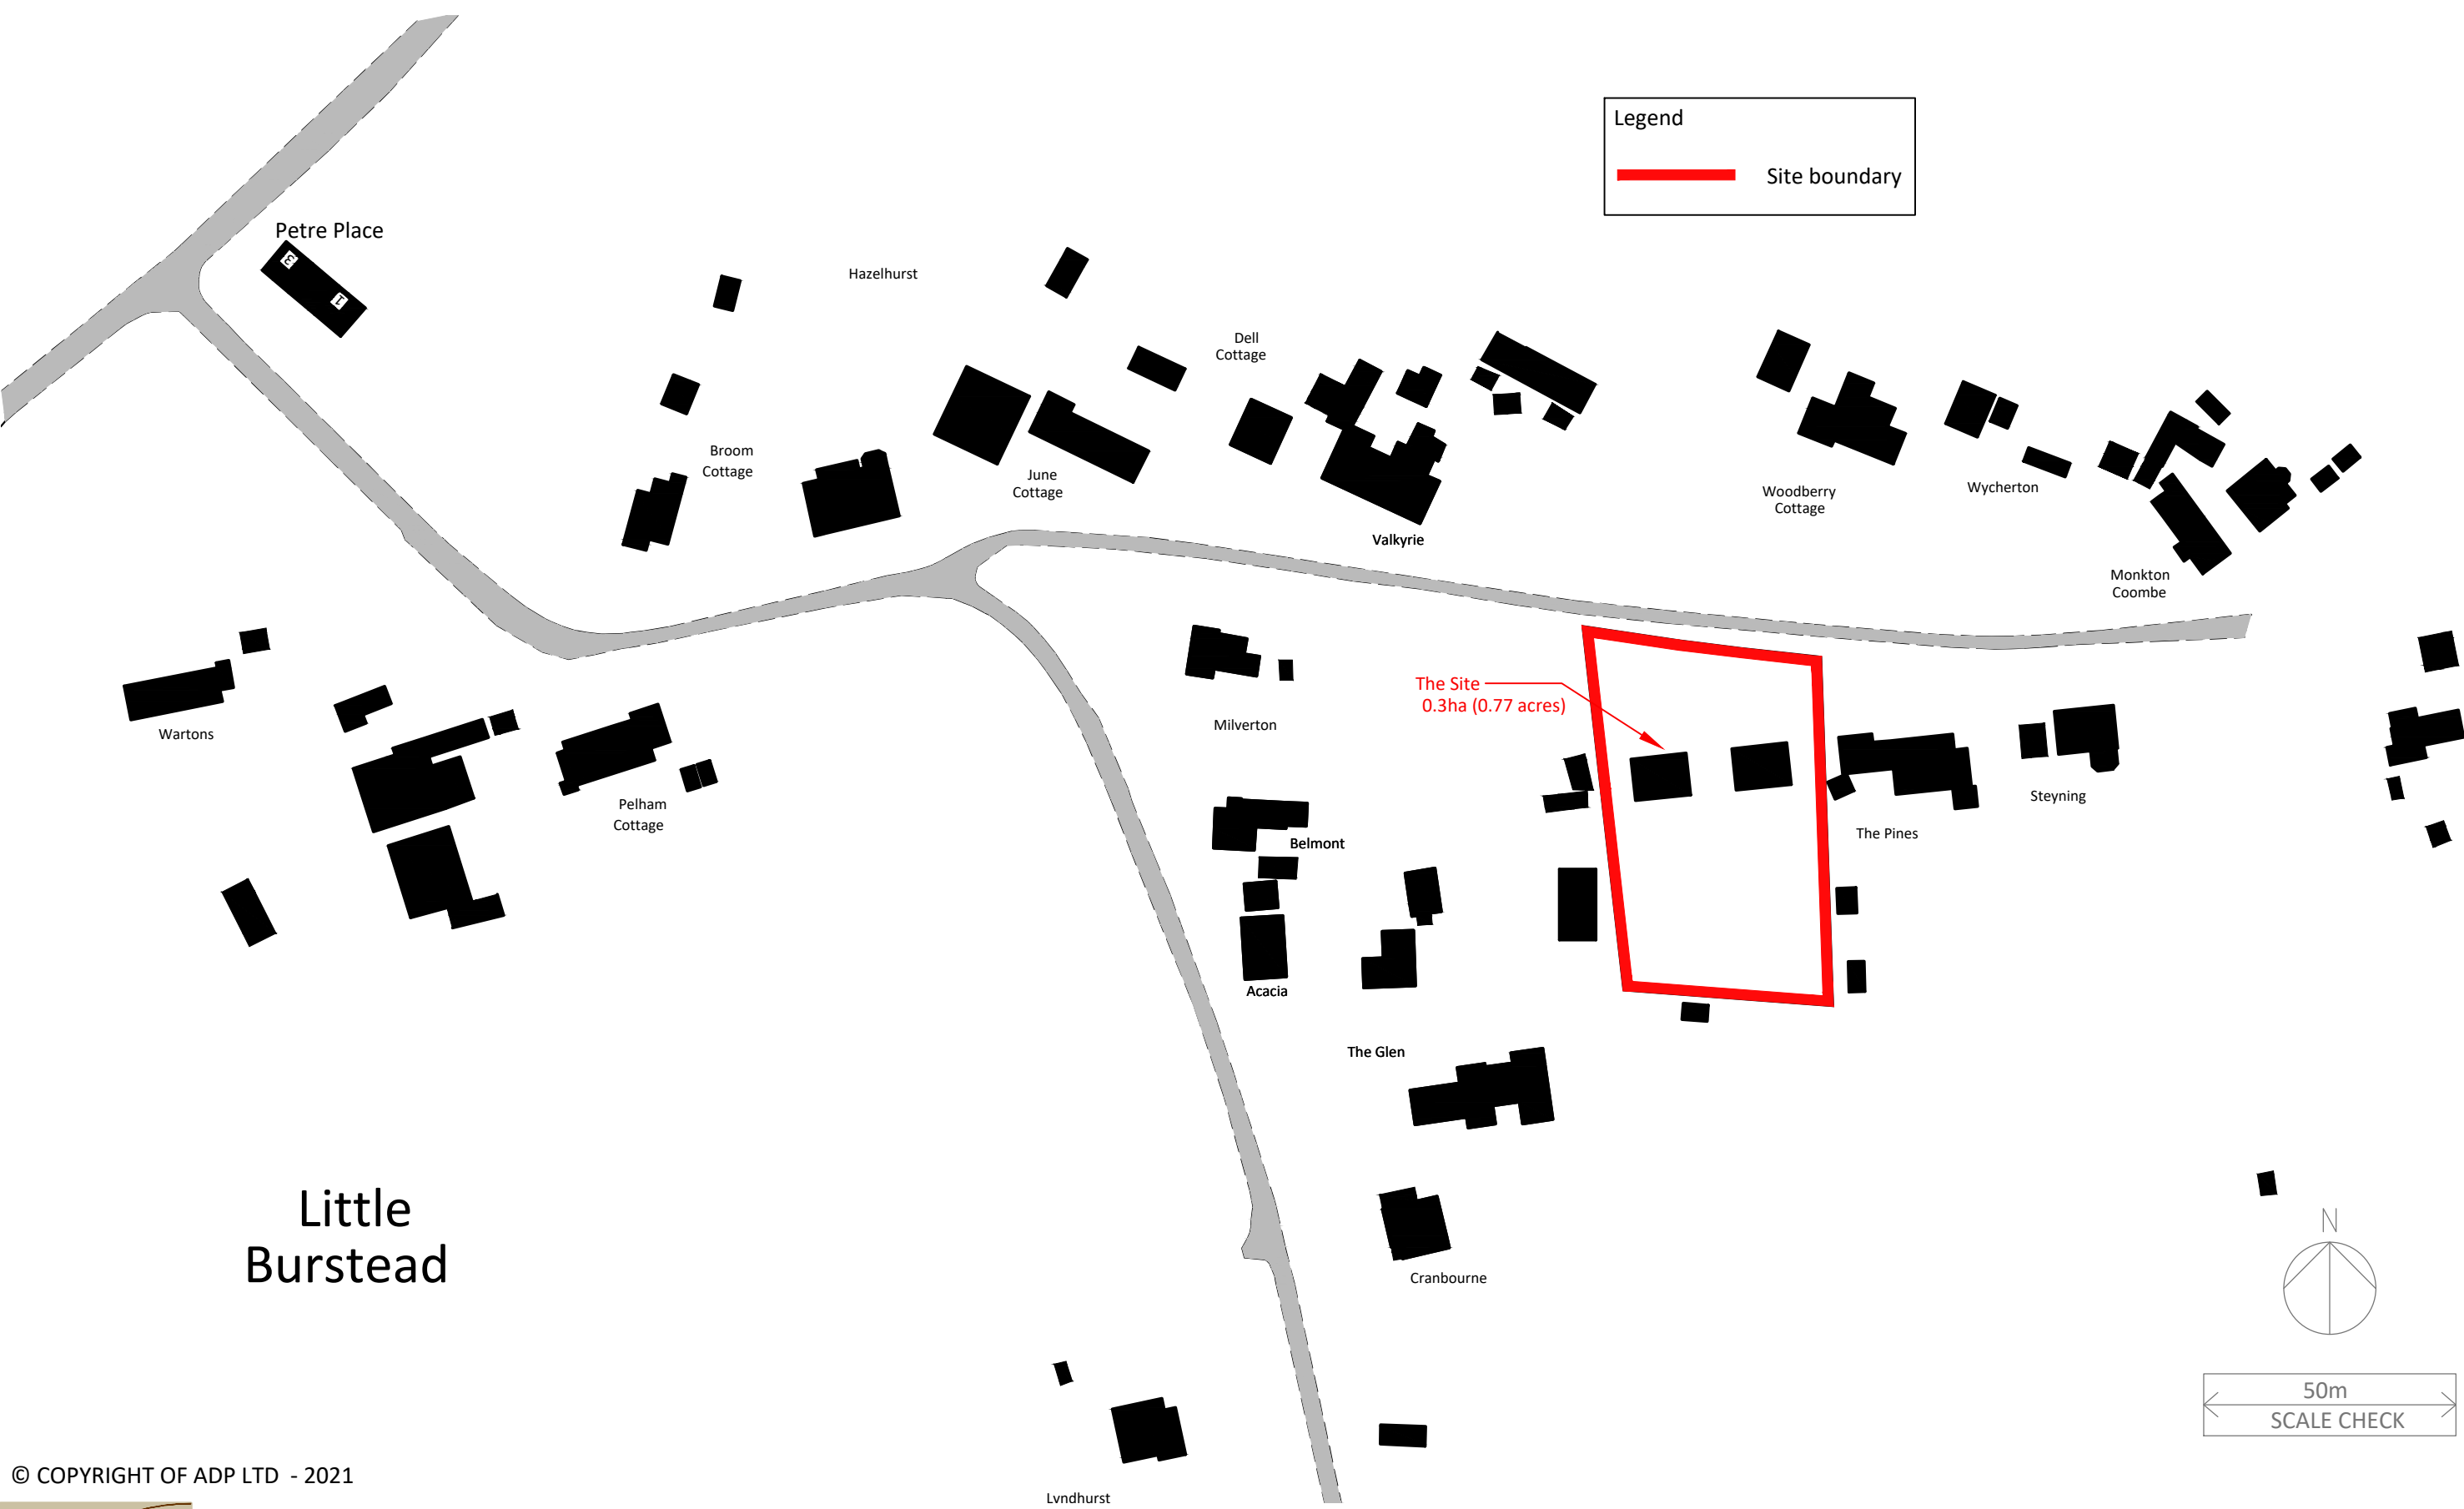 Legend
Site boundary
Petre Place
3
1
Hazelhurst
Dell
Cottage
Broom
Cottage
June
Cottage
Valkyrie
Woodberry
Cottage
Wycherton
Monkton
Coombe
Wartons
Pelham
Cottage
Milverton
The Site
0.3ha (0.77 acres)
Belmont
The Pines
Steyning
Acacia
The Glen
Cranbourne
Little
Burstead
N
50m
SCALE CHECK
© COPYRIGHT OF ADP LTD - 2021
Lyndhurst